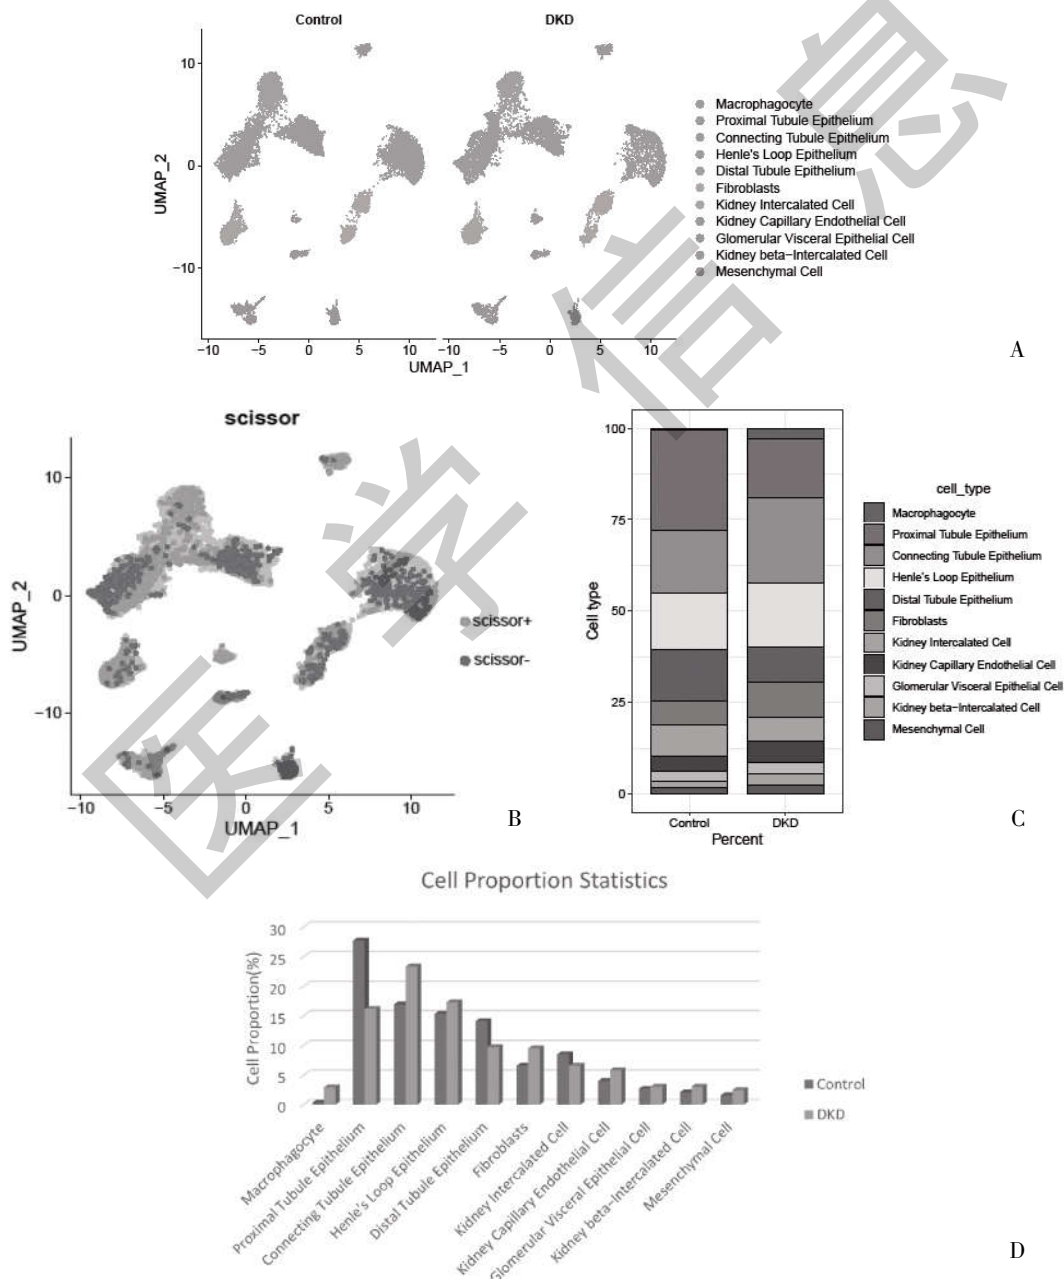 Control
DKD
10
0
−10
UMAP_2
−10 −5 0 5 10 −10 −5 0 5 10
UMAP_1
Macrophagocyte
Proximal Tubule Epithelium
Connecting Tubule Epithelium
Henle's Loop Epithelium
Distal Tubule Epithelium
Fibroblasts
Kidney Intercalated Cell
Kidney Capillary Endothelial Cell
Glomerular Visceral Epithelial Cell
Kidney beta−Intercalated Cell
Mesenchymal Cell
A
scissor
10
0
−10
UMAP_2
−10 −5 0 5 10
UMAP_1
scissor+
scissor-
B
100
75
50
25
0
Cell type
Control DKD
Percent
cell_type
Macrophagocyte
Proximal Tubule Epithelium
Connecting Tubule Epithelium
Henle's Loop Epithelium
Distal Tubule Epithelium
Fibroblasts
Kidney Intercalated Cell
Kidney Capillary Endothelial Cell
Glomerular Visceral Epithelial Cell
Kidney beta−Intercalated Cell
Mesenchymal Cell
C
Cell Proportion Statistics
30
25
20
15
10
5
0
Cell Proportion(%)
Macrophagocyte
Proximal Tubule Epithelium
Connecting Tubule Epithelium
Henle's Loop Epithelium
Distal Tubule Epithelium
Fibroblasts
Kidney Intercalated Cell
Kidney Capillary Endothelial Cell
Glomerular Visceral Epithelial Cell
Kidney beta-Intercalated Cell
Mesenchymal Cell
Control
DKD
D
医学信息